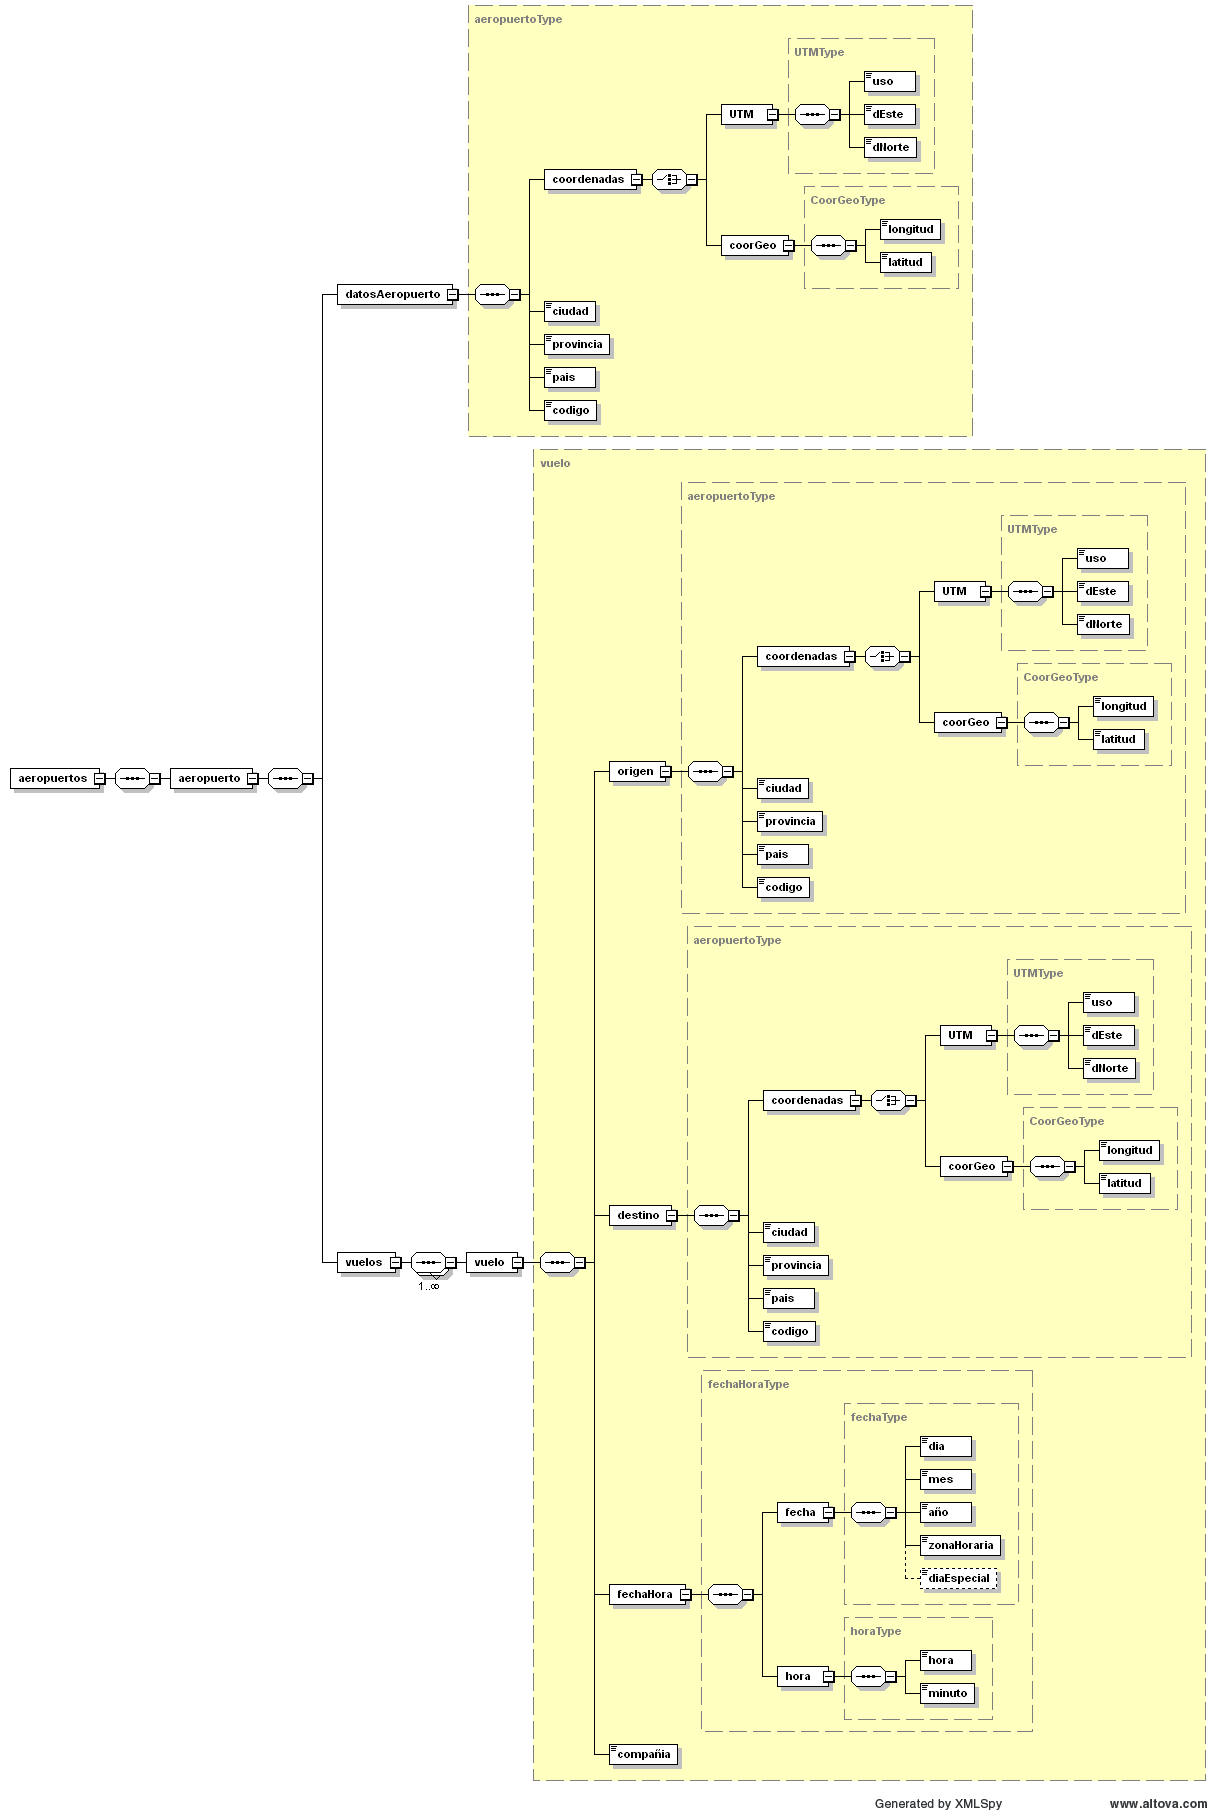 aeropuertoType
UTMType
uso
UTM
dEste
dNorte
coordenadas
CoorGeoType
longitud
coorGeo
latitud
datosAeropuerto
ciudad
provincia
pais
codigo
vuelo
aeropuertoType
UTMType
uso
UTM
dEste
dNorte
coordenadas
CoorGeoType
longitud
coorGeo
latitud
aeropuertos
aeropuerto
origen
ciudad
provincia
pais
codigo
aeropuertoType
UTMType
uso
UTM
dEste
dNorte
coordenadas
CoorGeoType
longitud
coorGeo
latitud
destino
ciudad
provincia
vuelos
vuelo
1..∞
pais
codigo
fechaHoraType
fechaType
dia
mes
fecha
año
zonaHoraria
diaEspecial
fechaHora
horaType
hora
hora
minuto
compañia
Generated by XMLSpy
www.altova.com